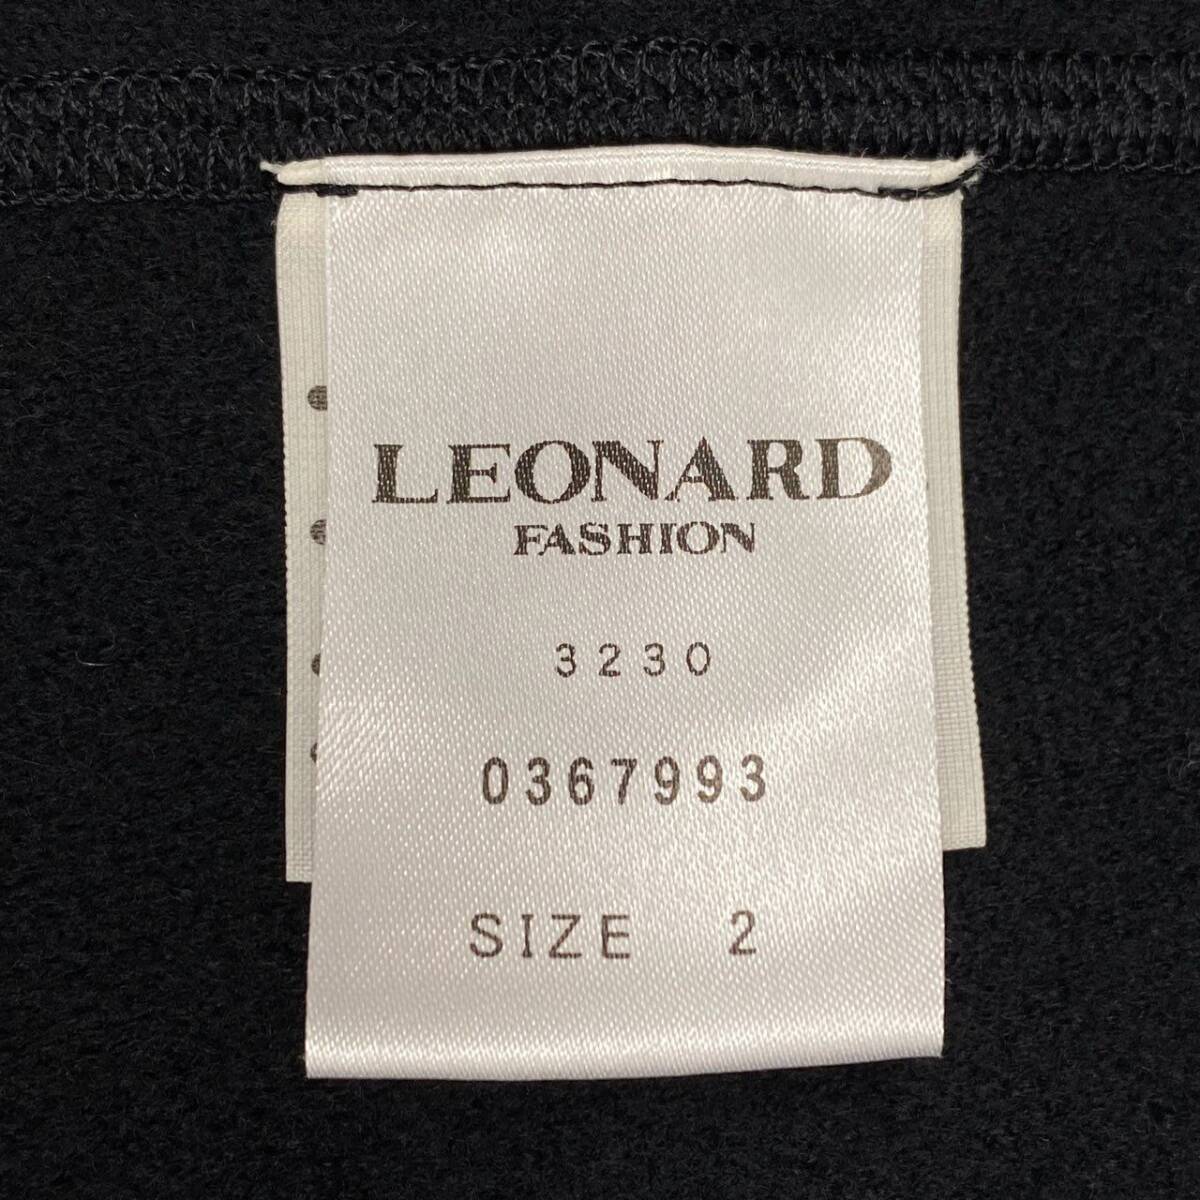 LEONARD
FASHION
3230
0367993
SIZE 2